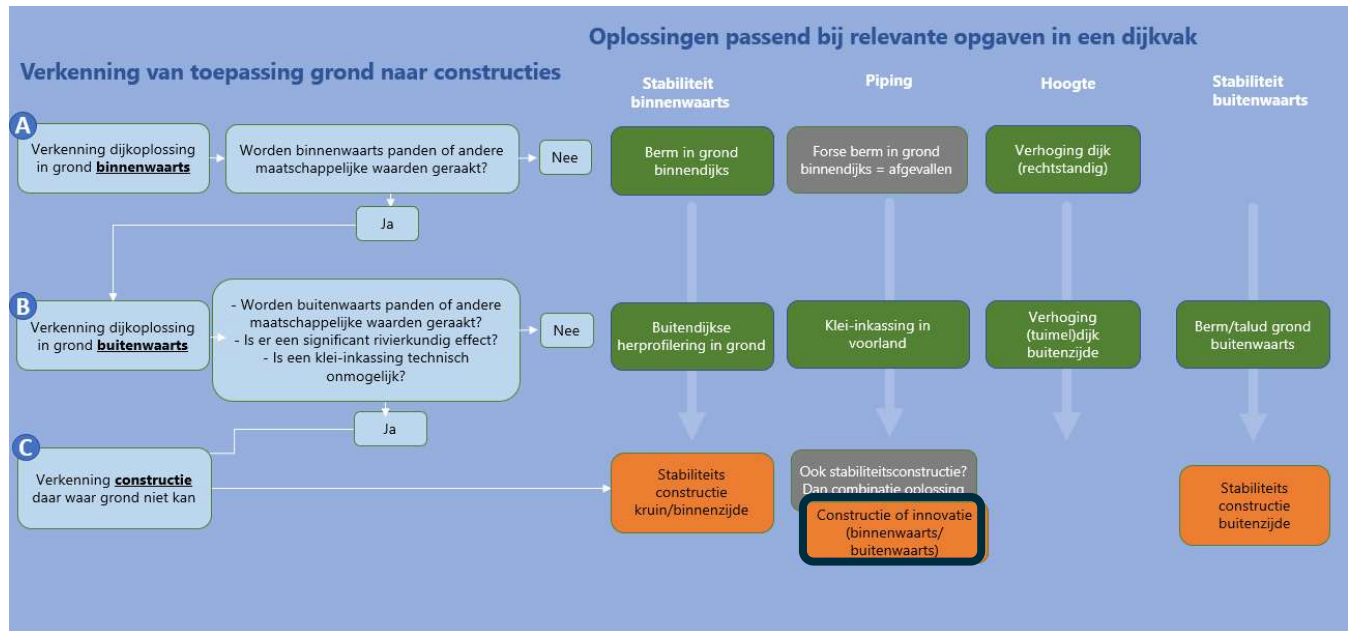 Oplossingen passend bij relevante opgaven in een dijkvak
Verkenning van toepassing grond naar constructies
Stabiliteit
binnenwaarts
Piping
Hoogte
Stabiliteit
buitenwaarts
A
Verkenning dijkoplossing
in grond binnenwaarts
Worden binnenwaarts panden of andere
maatschappelijke waarden geraakt?
Nee
Ja
Berm in grond
binnendijks
Forse berm in grond
binnendijks = afgevallen
Verhoging dijk
(rechtstandig)
B
Verkenning dijkoplossing
in grond buitenwaarts
- Worden buitenwaarts panden of andere
maatschappelijke waarden geraakt?
- Is er een significant rivierkundig effect?
- Is een klei-inkassing technisch
onmogelijk?
Nee
Ja
Buitendijkse
herprofilering in grond
Klei-inkassing in
voorland
Verhoging
(tuimel)dijk
buitenzijde
Berm/talud grond
buitenwaarts
C
Verkenning constructie
daar waar grond niet kan
Stabiliteits
constructie
kruin/binnenzijde
Ook stabiliteitsconstructie?
Dan combinatie oplossing
Constructie of innovatie
(binnenwaarts/
buitenwaarts)
Stabiliteits
constructie
buitenzijde